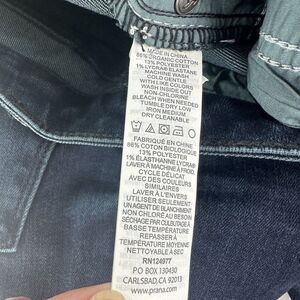 MADE IN CHINA
86% ORGANIC COTTON
13% POLYESTER
1% LYCRA® ELASTANE
MACHINE WASH
COLD GENTLE
WITH LIKE COLORS
WASH INSIDE OUT
NON-CHLORINE
BLEACH WHEN NEEDED
TUMBLE DRY LOW
IRON MEDIUM
DRY CLEANABLE
FABRIQUÉ EN CHINE
86% COTON BIOLOGIQUE
13% POLYESTER
1% ÉLASTHANNE LYCRA®
LAVER À MACHINE À FROID,
CYCLE DÉLICAT
AVEC DES COULEURS
SIMILAIRES
LAVER À L'ENVERS
UTILISER SEULEMENT
UN AGENT DE BLANCHIMENT
NON CHLORÉ AU BESOIN
SÉCHAGE PAR CULBUTAGE À
BASSE TEMPÉRATURE
REPASSER À
TEMPÉRATURE MOYENNE
NETTOYAGE À SEC
RN124977
PO BOX 130430
CARLSBAD, CA 92013
www.prana.com